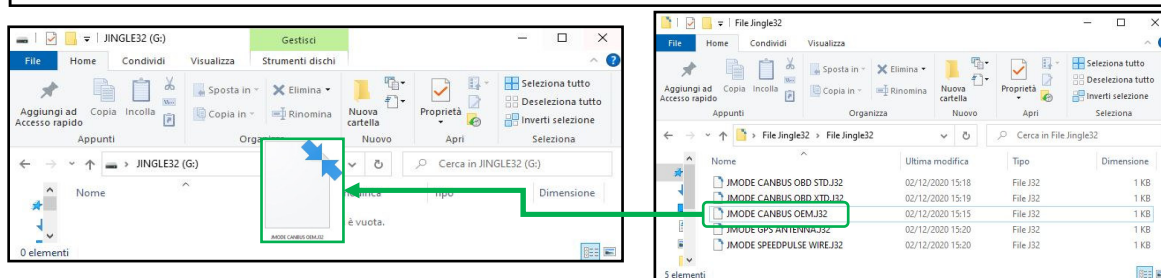 JINGLE32 (G:)
Gestisci
File Home Condividi Visualizza Strumenti dischi
Aggiungi ad Accesso rapido
Copia
Incolla
Sposta in
Copia in
Elimina
Rinomina
Nuova cartella
Proprietà
Seleziona tutto
Deseleziona tutto
Inverti selezione
Appunti
Nuovo
Apri
Seleziona
JINGLE32 (G:)
Cerca in JINGLE32 (G:)
Nome
Dimensione
è vuota.
JMODE CANBUS OEM.J32
0 elementi
File Jingle32
File Home Condividi Visualizza
Aggiungi ad Accesso rapido
Copia
Incolla
Sposta in
Copia in
Elimina
Rinomina
Nuova cartella
Proprietà
Seleziona tutto
Deseleziona tutto
Inverti selezione
Appunti
Nuovo
Apri
Seleziona
File Jingle32 › File Jingle32
Cerca in File Jingle32
Nome Ultima modifica Tipo Dimensione
JMODE CANBUS OBD STD.J32 02/12/2020 15:18 File J32 1 KB
JMODE CANBUS OBD XTD.J32 02/12/2020 15:19 File J32 1 KB
JMODE CANBUS OEM.J32 02/12/2020 15:15 File J32 1 KB
JMODE GPS ANTENNA.J32 02/12/2020 15:20 File J32 1 KB
JMODE SPEEDPULSE WIRE.J32 02/12/2020 15:20 File J32 1 KB
5 elementi